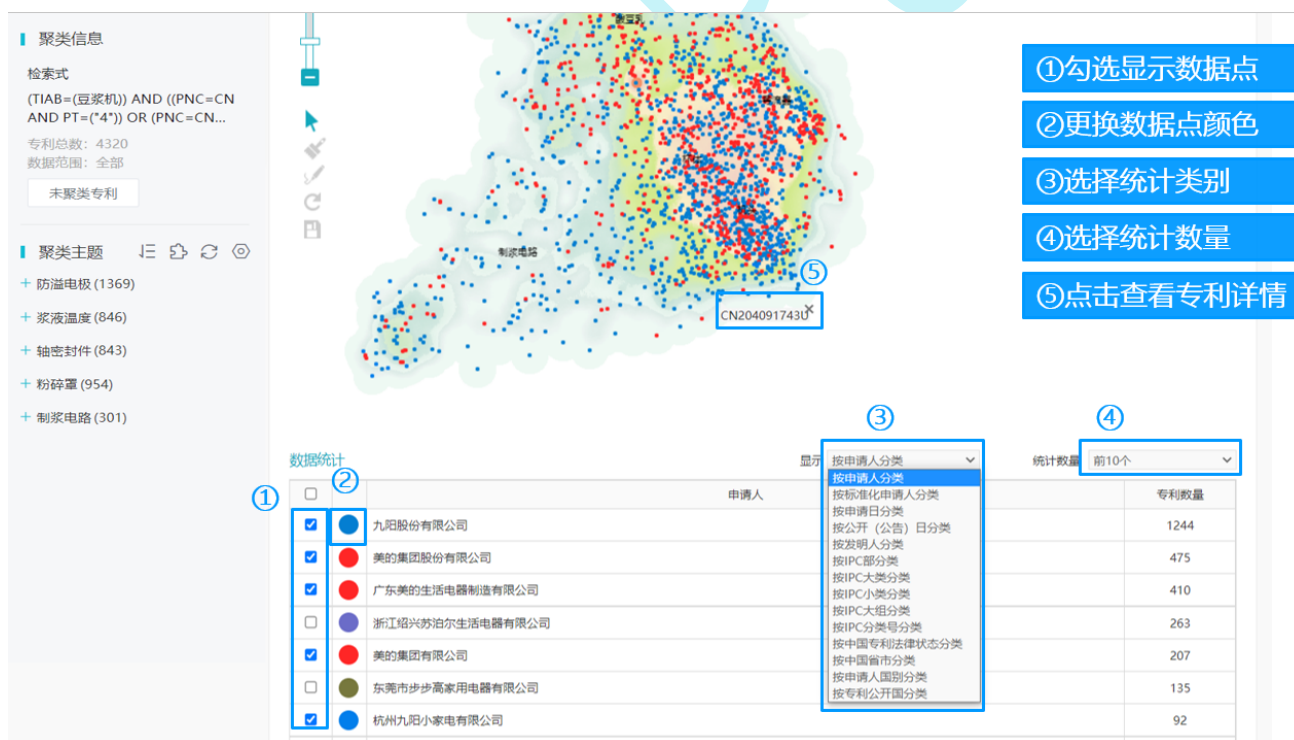 聚类信息
检索式
(TIAB=(豆浆机)) AND ((PNC=CN
AND PT=("4")) OR (PNC=CN...
专利总数：4320
数据范围：全部
未聚类专利
聚类主题
+ 防溢电极 (1369)
+ 浆液温度 (846)
+ 轴密封件 (843)
+ 粉碎罩 (954)
+ 制浆电路 (301)
制浆电路
⑤
CN204091743U
①勾选显示数据点
②更换数据点颜色
③选择统计类别
④选择统计数量
⑤点击查看专利详情
③
④
数据统计
显示 按申请人分类
统计数量 前10个
①
②
申请人
专利数量
九阳股份有限公司
1244
美的集团股份有限公司
475
广东美的生活电器制造有限公司
410
浙江绍兴苏泊尔生活电器有限公司
263
美的集团有限公司
207
东莞市步步高家用电器有限公司
135
杭州九阳小家电有限公司
92
按申请人分类
按标准化申请人分类
按申请日分类
按公开（公告）日分类
按发明人分类
按IPC部分类
按IPC大类分类
按IPC小类分类
按IPC大组分类
按IPC分类号分类
按中国专利法律状态分类
按中国省市分类
按申请人国别分类
按专利公开国分类